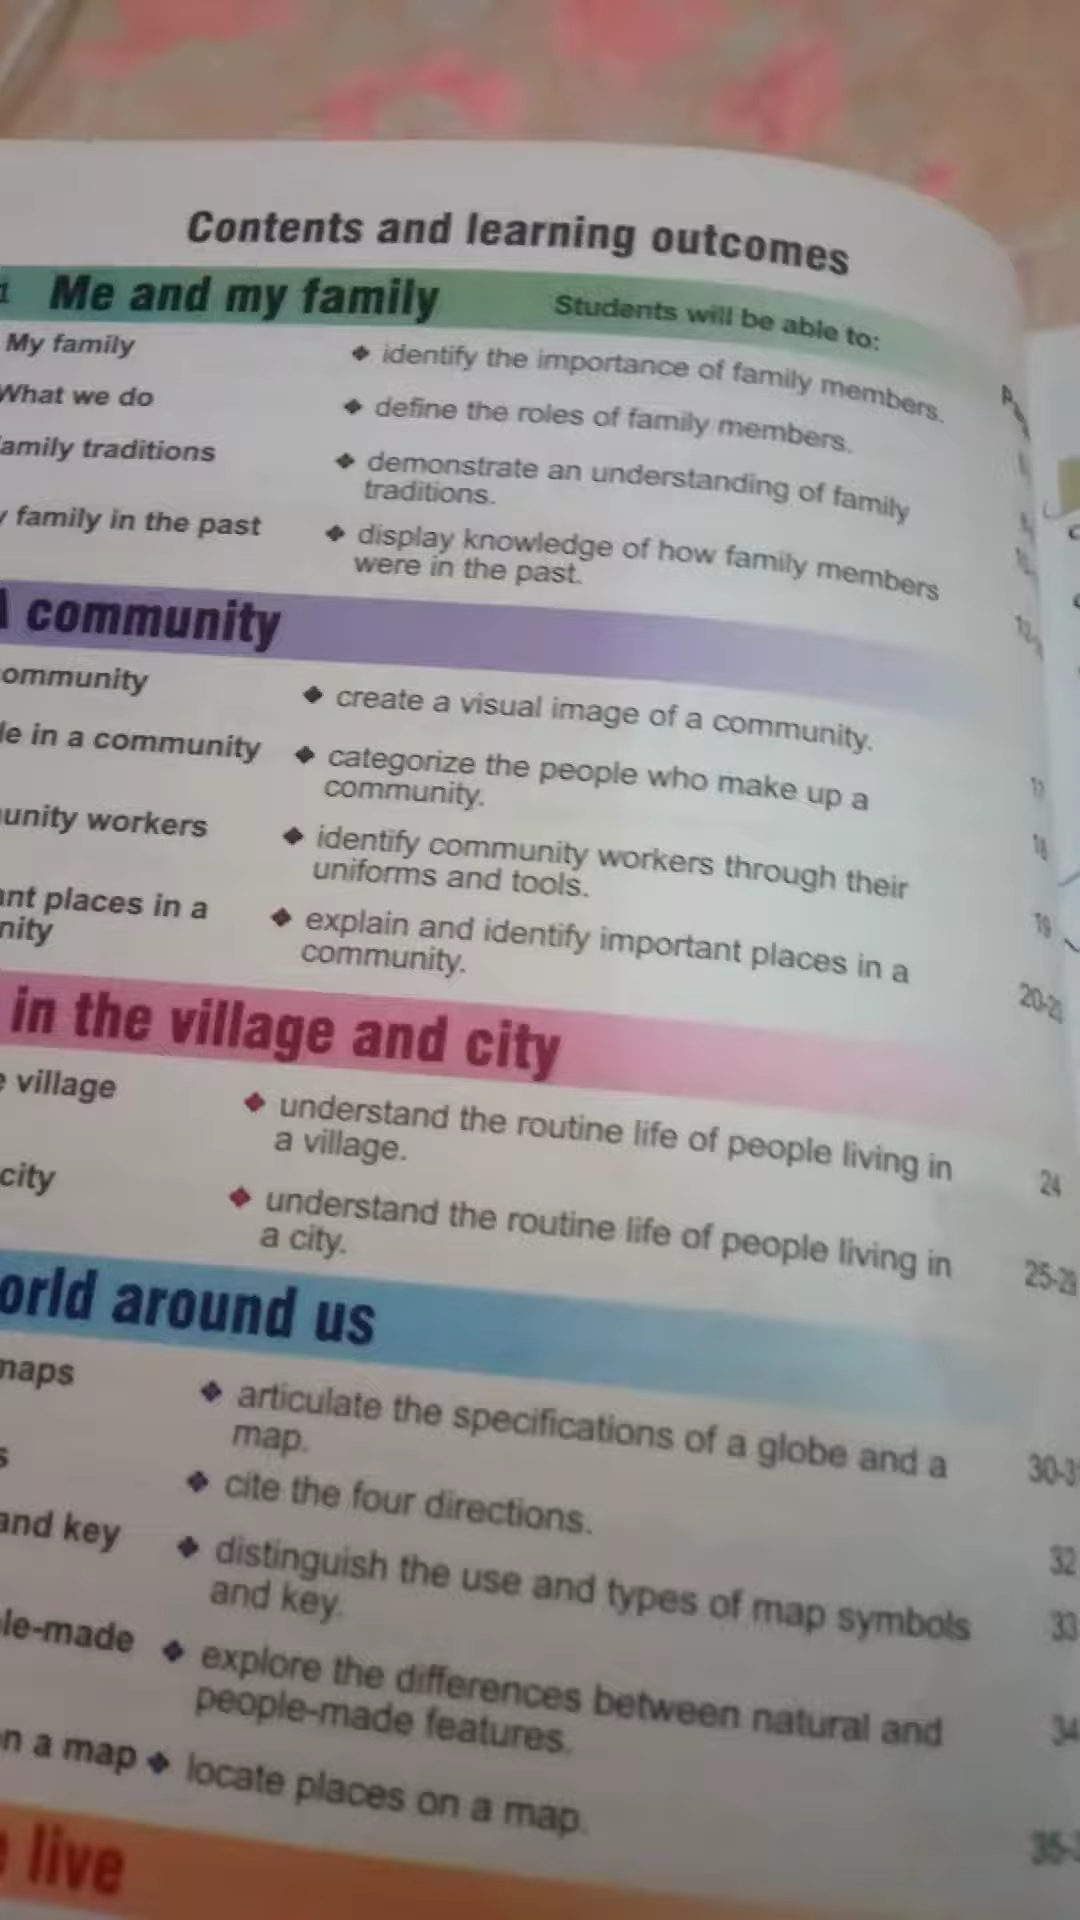 Contents and learning outcomes
1 Me and my family Students will be able to:
My family ❖ identify the importance of family members.
What we do ❖ define the roles of family members.
amily traditions ❖ demonstrate an understanding of family
traditions.
family in the past ❖ display knowledge of how family members
were in the past.
A community
ommunity ❖ create a visual image of a community. 17
le in a community ❖ categorize the people who make up a
community. 18
unity workers ❖ identify community workers through their
uniforms and tools. 19
ant places in a ❖ explain and identify important places in a
nity community.
in the village and city
village ❖ understand the routine life of people living in 24
a village.
city ❖ understand the routine life of people living in
a city.
orld around us
maps ❖ articulate the specifications of a globe and a
map.
s ❖ cite the four directions. 32
and key ❖ distinguish the use and types of map symbols 33
and key.
le-made ❖ explore the differences between natural and 34
people-made features.
n a map ❖ locate places on a map.
live